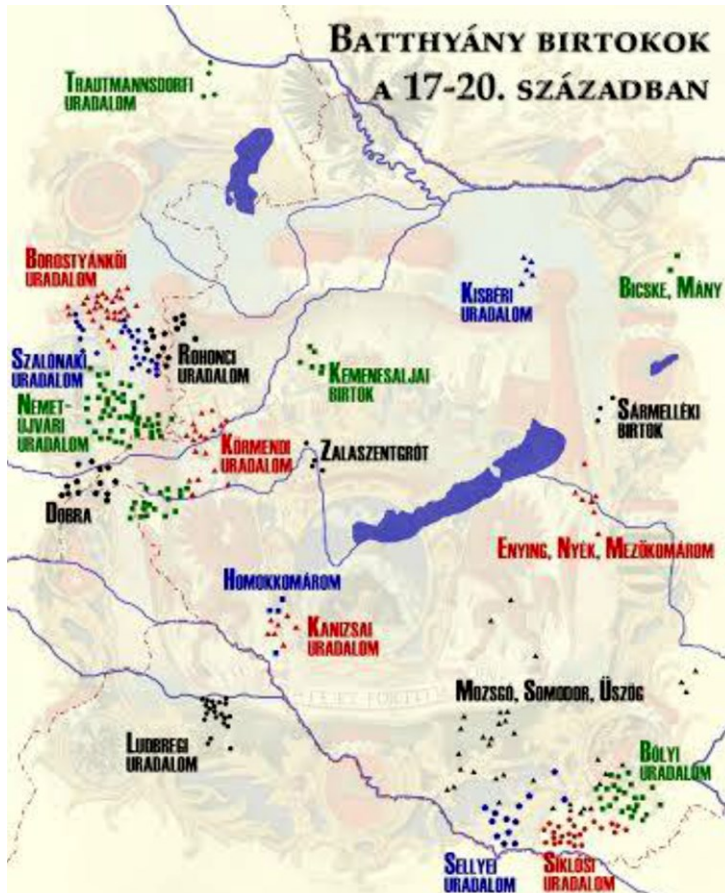 BATTHYÁNY BIRTOKOK
A 17-20. SZÁZADBAN
TRAUTMANNSDORFI
URADALOM
BOROSTYÁNKŐI
URADALOM
KISBÉRI
URADALOM
BICSKE, MÁNY
SZALÓNAKI
URADALOM
ROHONCI
URADALOM
NÉMET-
UJVÁRI
URADALOM
KEMENESALJAI
BIRTOK
SÁRMELLÉKI
BIRTOK
KÖRMENDI
URADALOM
ZALASZENTGRÓT
DOBRA
ENYING, NYÉK, MEZŐKOMÁROM
HOMOKKOMÁROM
KANIZSAI
URADALOM
MOZSGÓ, SOMODOR, ÜSZÖG
LUDBREGI
URADALOM
BÓLYI
URADALOM
SELLYEI
URADALOM
SIKLÓSI
URADALOM